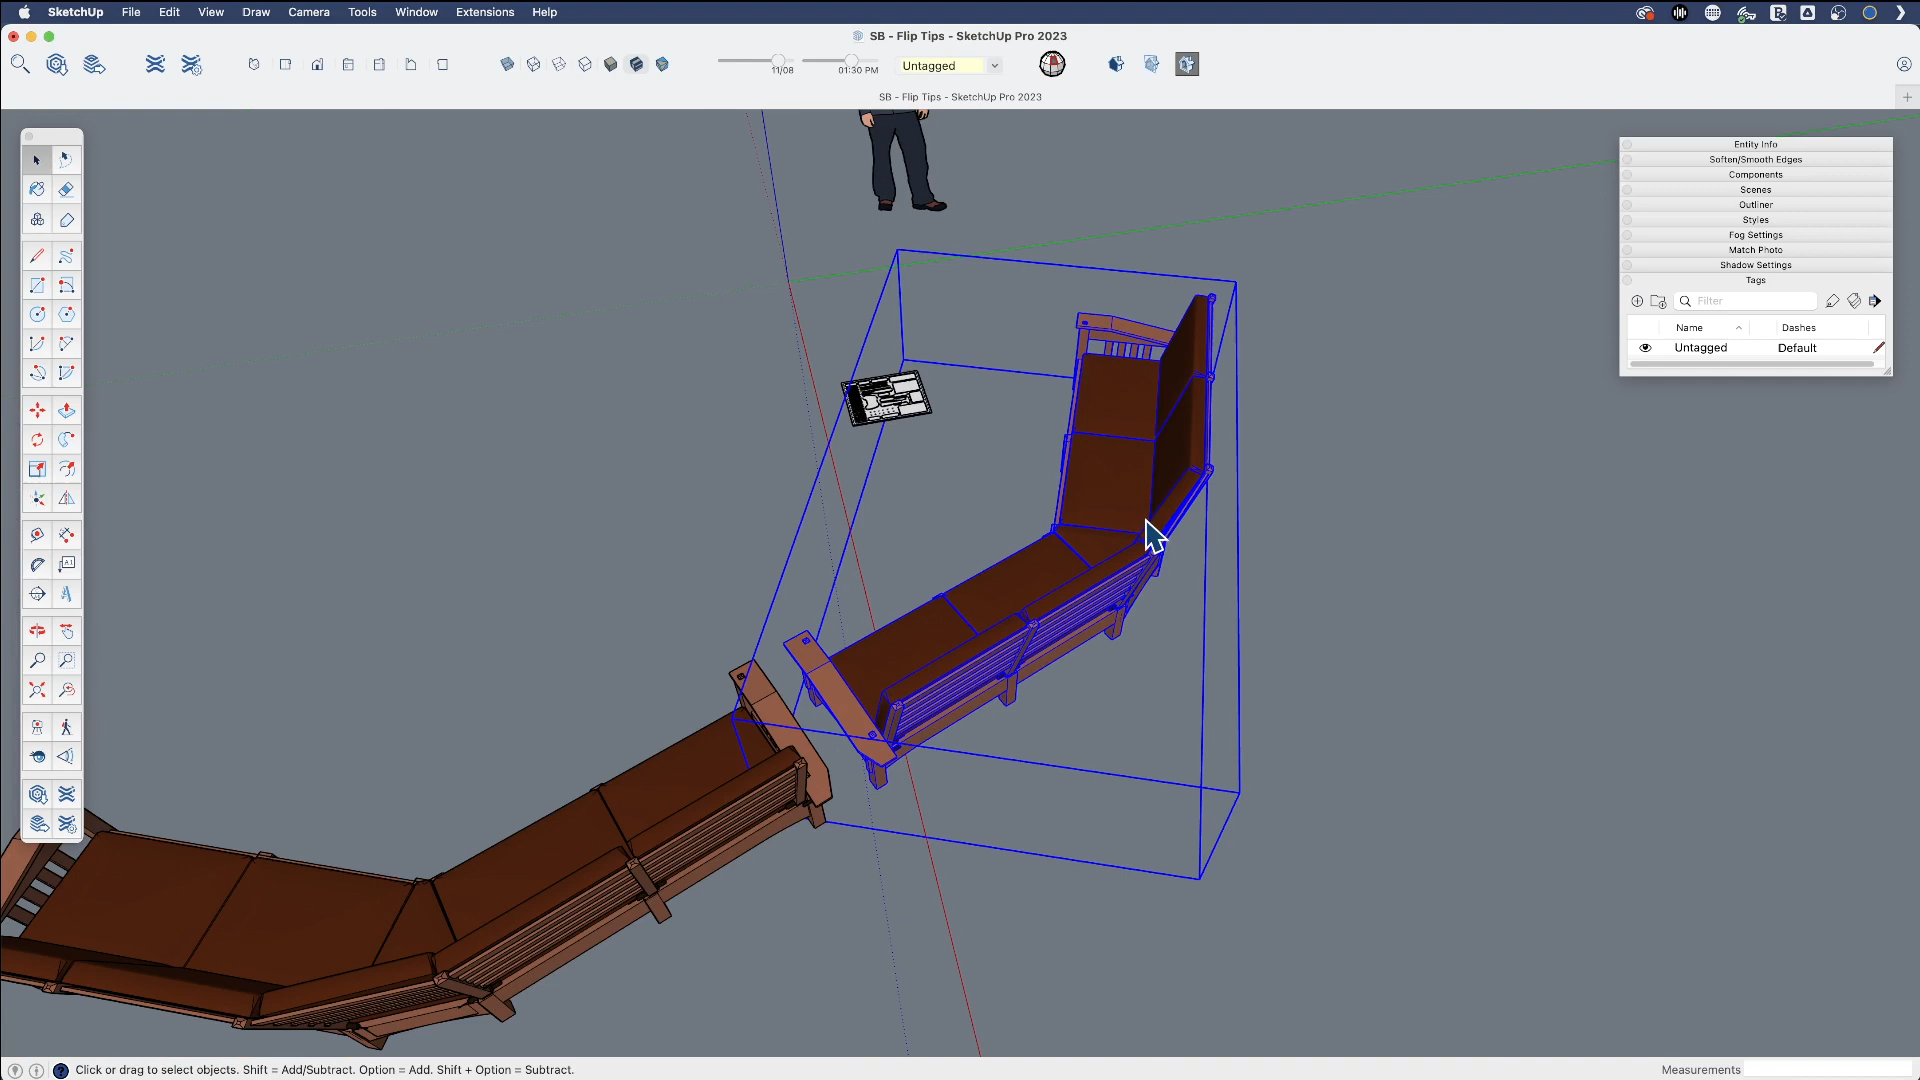 SketchUp File Edit View Draw Camera Tools Window Extensions Help
SB - Flip Tips - SketchUp Pro 2023
11/08
01:30 PM
Untagged
SB - Flip Tips - SketchUp Pro 2023
Entity Info
Soften/Smooth Edges
Components
Scenes
Outliner
Styles
Fog Settings
Match Photo
Shadow Settings
Tags
Filter
Name Dashes
Untagged Default
A1
Click or drag to select objects. Shift = Add/Subtract. Option = Add. Shift + Option = Subtract.
Measurements